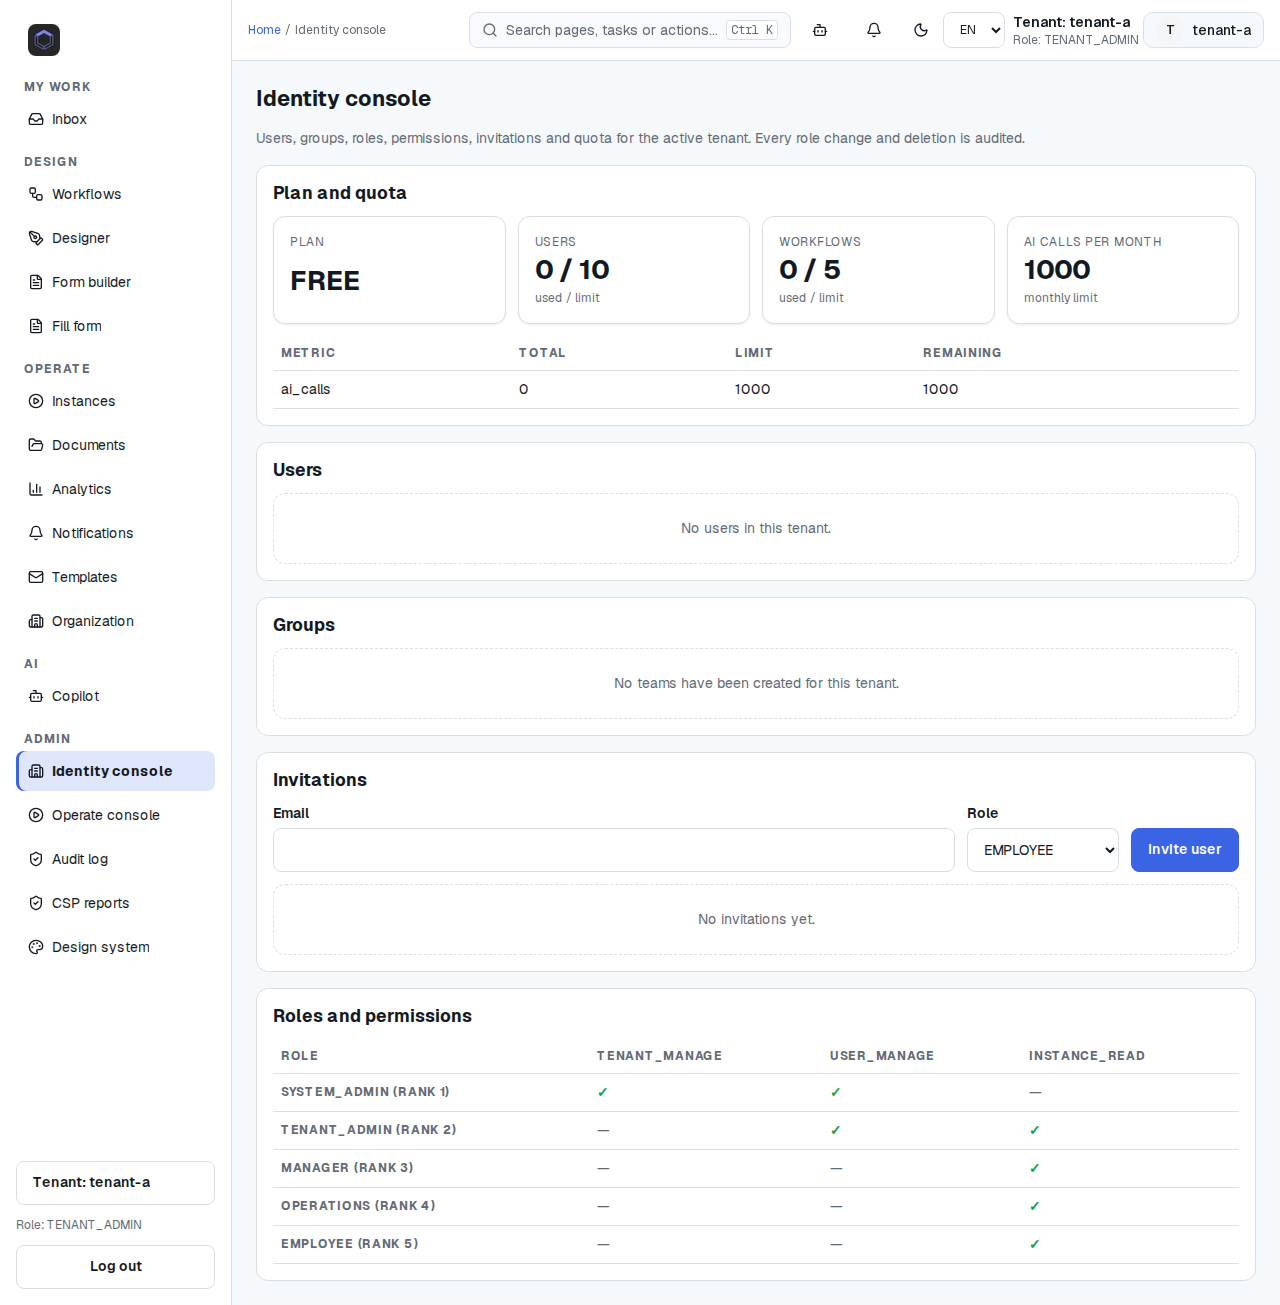 MY WORK
Inbox
DESIGN
Workflows
Designer
Form builder
Fill form
OPERATE
Instances
Documents
Analytics
Notifications
Templates
Organization
AI
Copilot
ADMIN
Identity console
Operate console
Audit log
CSP reports
Design system
Tenant: tenant-a
Role: TENANT_ADMIN
Log out
Home / Identity console
Search pages, tasks or actions... Ctrl K
EN
Tenant: tenant-a
Role: TENANT_ADMIN
T tenant-a
Identity console
Users, groups, roles, permissions, invitations and quota for the active tenant. Every role change and deletion is audited.
Plan and quota
PLAN
FREE
USERS
0 / 10
used / limit
WORKFLOWS
0 / 5
used / limit
AI CALLS PER MONTH
1000
monthly limit
METRIC TOTAL LIMIT REMAINING
ai_calls 0 1000 1000
Users
No users in this tenant.
Groups
No teams have been created for this tenant.
Invitations
Email Role
EMPLOYEE Invite user
No invitations yet.
Roles and permissions
ROLE TENANT_MANAGE USER_MANAGE INSTANCE_READ
SYSTEM_ADMIN (RANK 1) ✓ ✓ —
TENANT_ADMIN (RANK 2) — ✓ ✓
MANAGER (RANK 3) — — ✓
OPERATIONS (RANK 4) — — ✓
EMPLOYEE (RANK 5) — — ✓